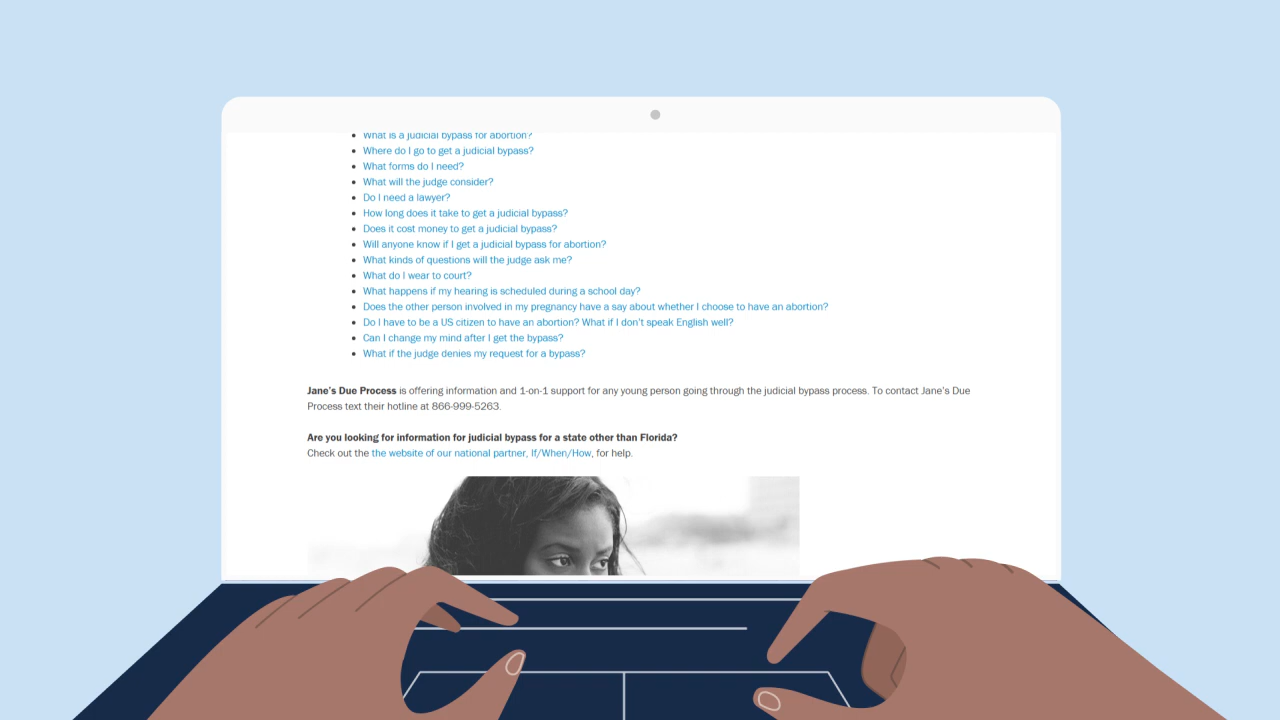 What is a judicial bypass for abortion?
Where do I go to get a judicial bypass?
What forms do I need?
What will the judge consider?
Do I need a lawyer?
How long does it take to get a judicial bypass?
Does it cost money to get a judicial bypass?
Will anyone know if I get a judicial bypass for abortion?
What kinds of questions will the judge ask me?
What do I wear to court?
What happens if my hearing is scheduled during a school day?
Does the other person involved in my pregnancy have a say about whether I choose to have an abortion?
Do I have to be a US citizen to have an abortion? What if I don't speak English well?
Can I change my mind after I get the bypass?
What if the judge denies my request for a bypass?
Jane's Due Process is offering information and 1-on-1 support for any young person going through the judicial bypass process. To contact Jane's Due
Process text their hotline at 866-999-5263.
Are you looking for information for judicial bypass for a state other than Florida?
Check out the the website of our national partner, If/When/How, for help.